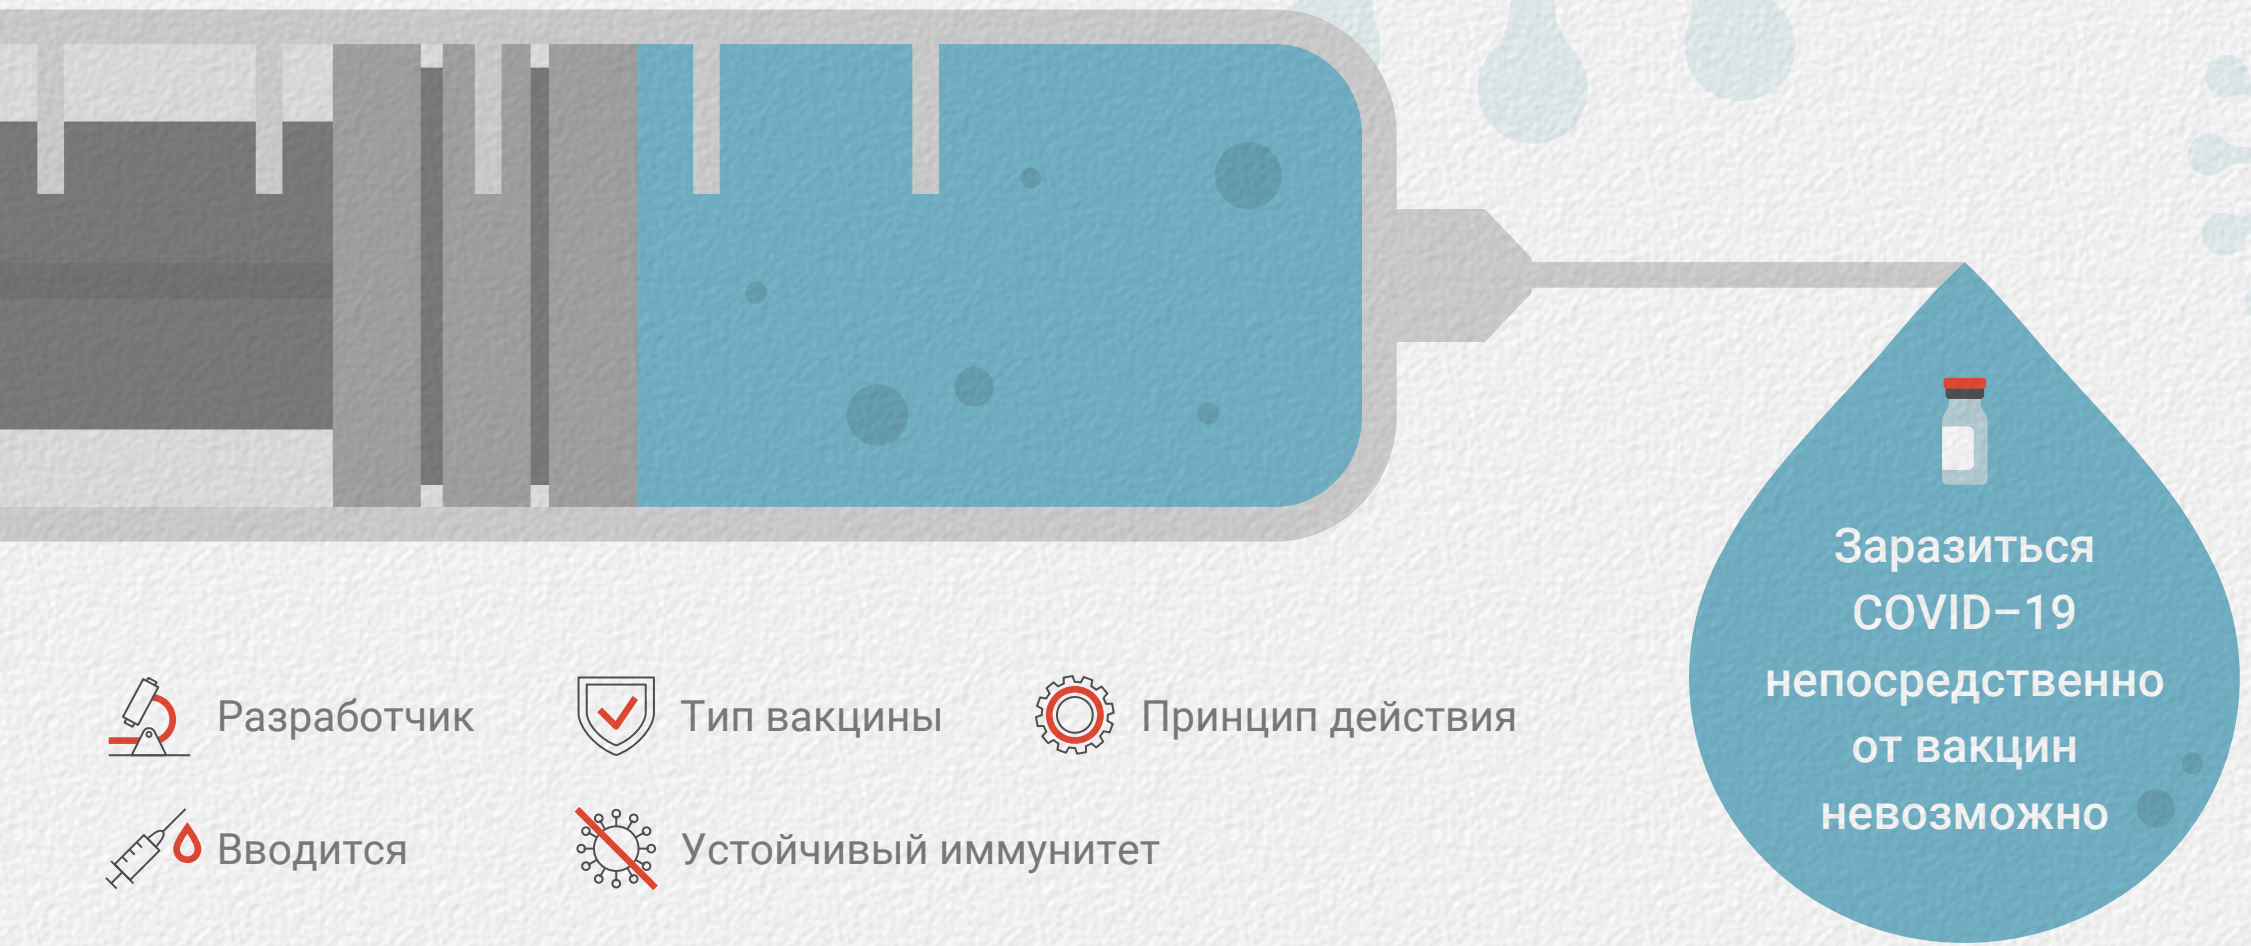 Заразиться
COVID–19
непосредственно
от вакцин
невозможно
Разработчик
Тип вакцины
Принцип действия
Вводится
Устойчивый иммунитет